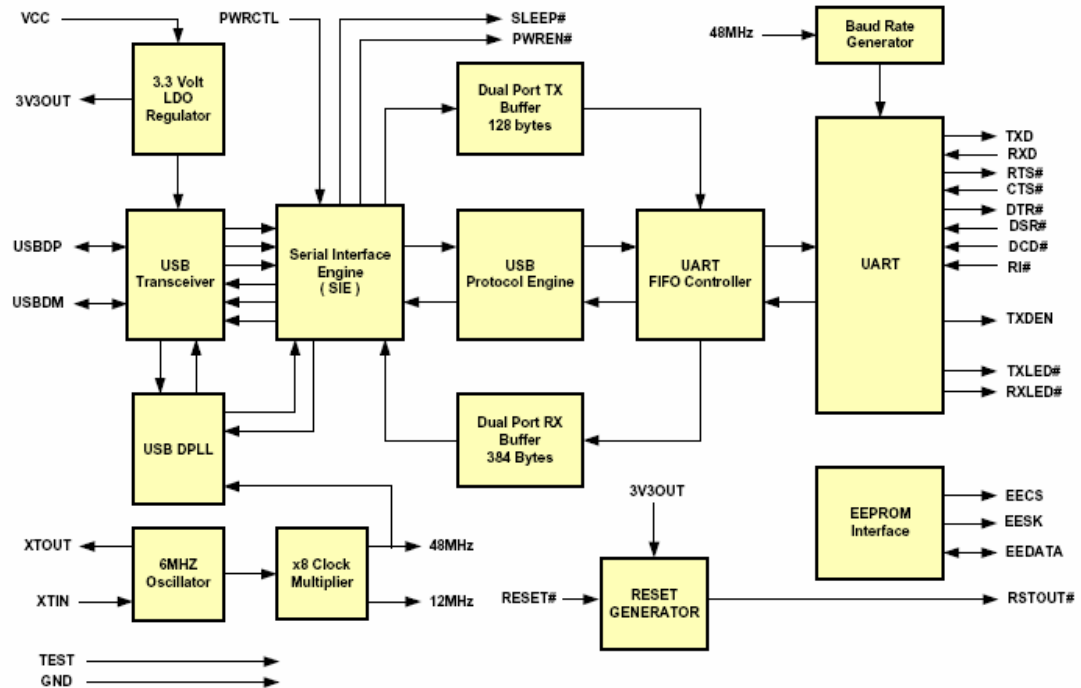 VCC
PWRCTL
SLEEP#
PWREN#
48MHz
Baud Rate
Generator
3V3OUT
3.3 Volt
LDO
Regulator
Dual Port TX
Buffer
128 bytes
TXD
RXD
RTS#
CTS#
DTR#
DSR#
DCD#
RI#
TXDEN
TXLED#
RXLED#
USBDP
USBDM
USB
Transceiver
Serial Interface
Engine
( SIE )
USB
Protocol Engine
UART
FIFO Controller
UART
USB DPLL
Dual Port RX
Buffer
384 Bytes
3V3OUT
EEPROM
Interface
EECS
EESK
EEDATA
XTOUT
XTIN
6MHZ
Oscillator
x8 Clock
Multiplier
48MHz
12MHz
RESET#
RESET
GENERATOR
RSTOUT#
TEST
GND